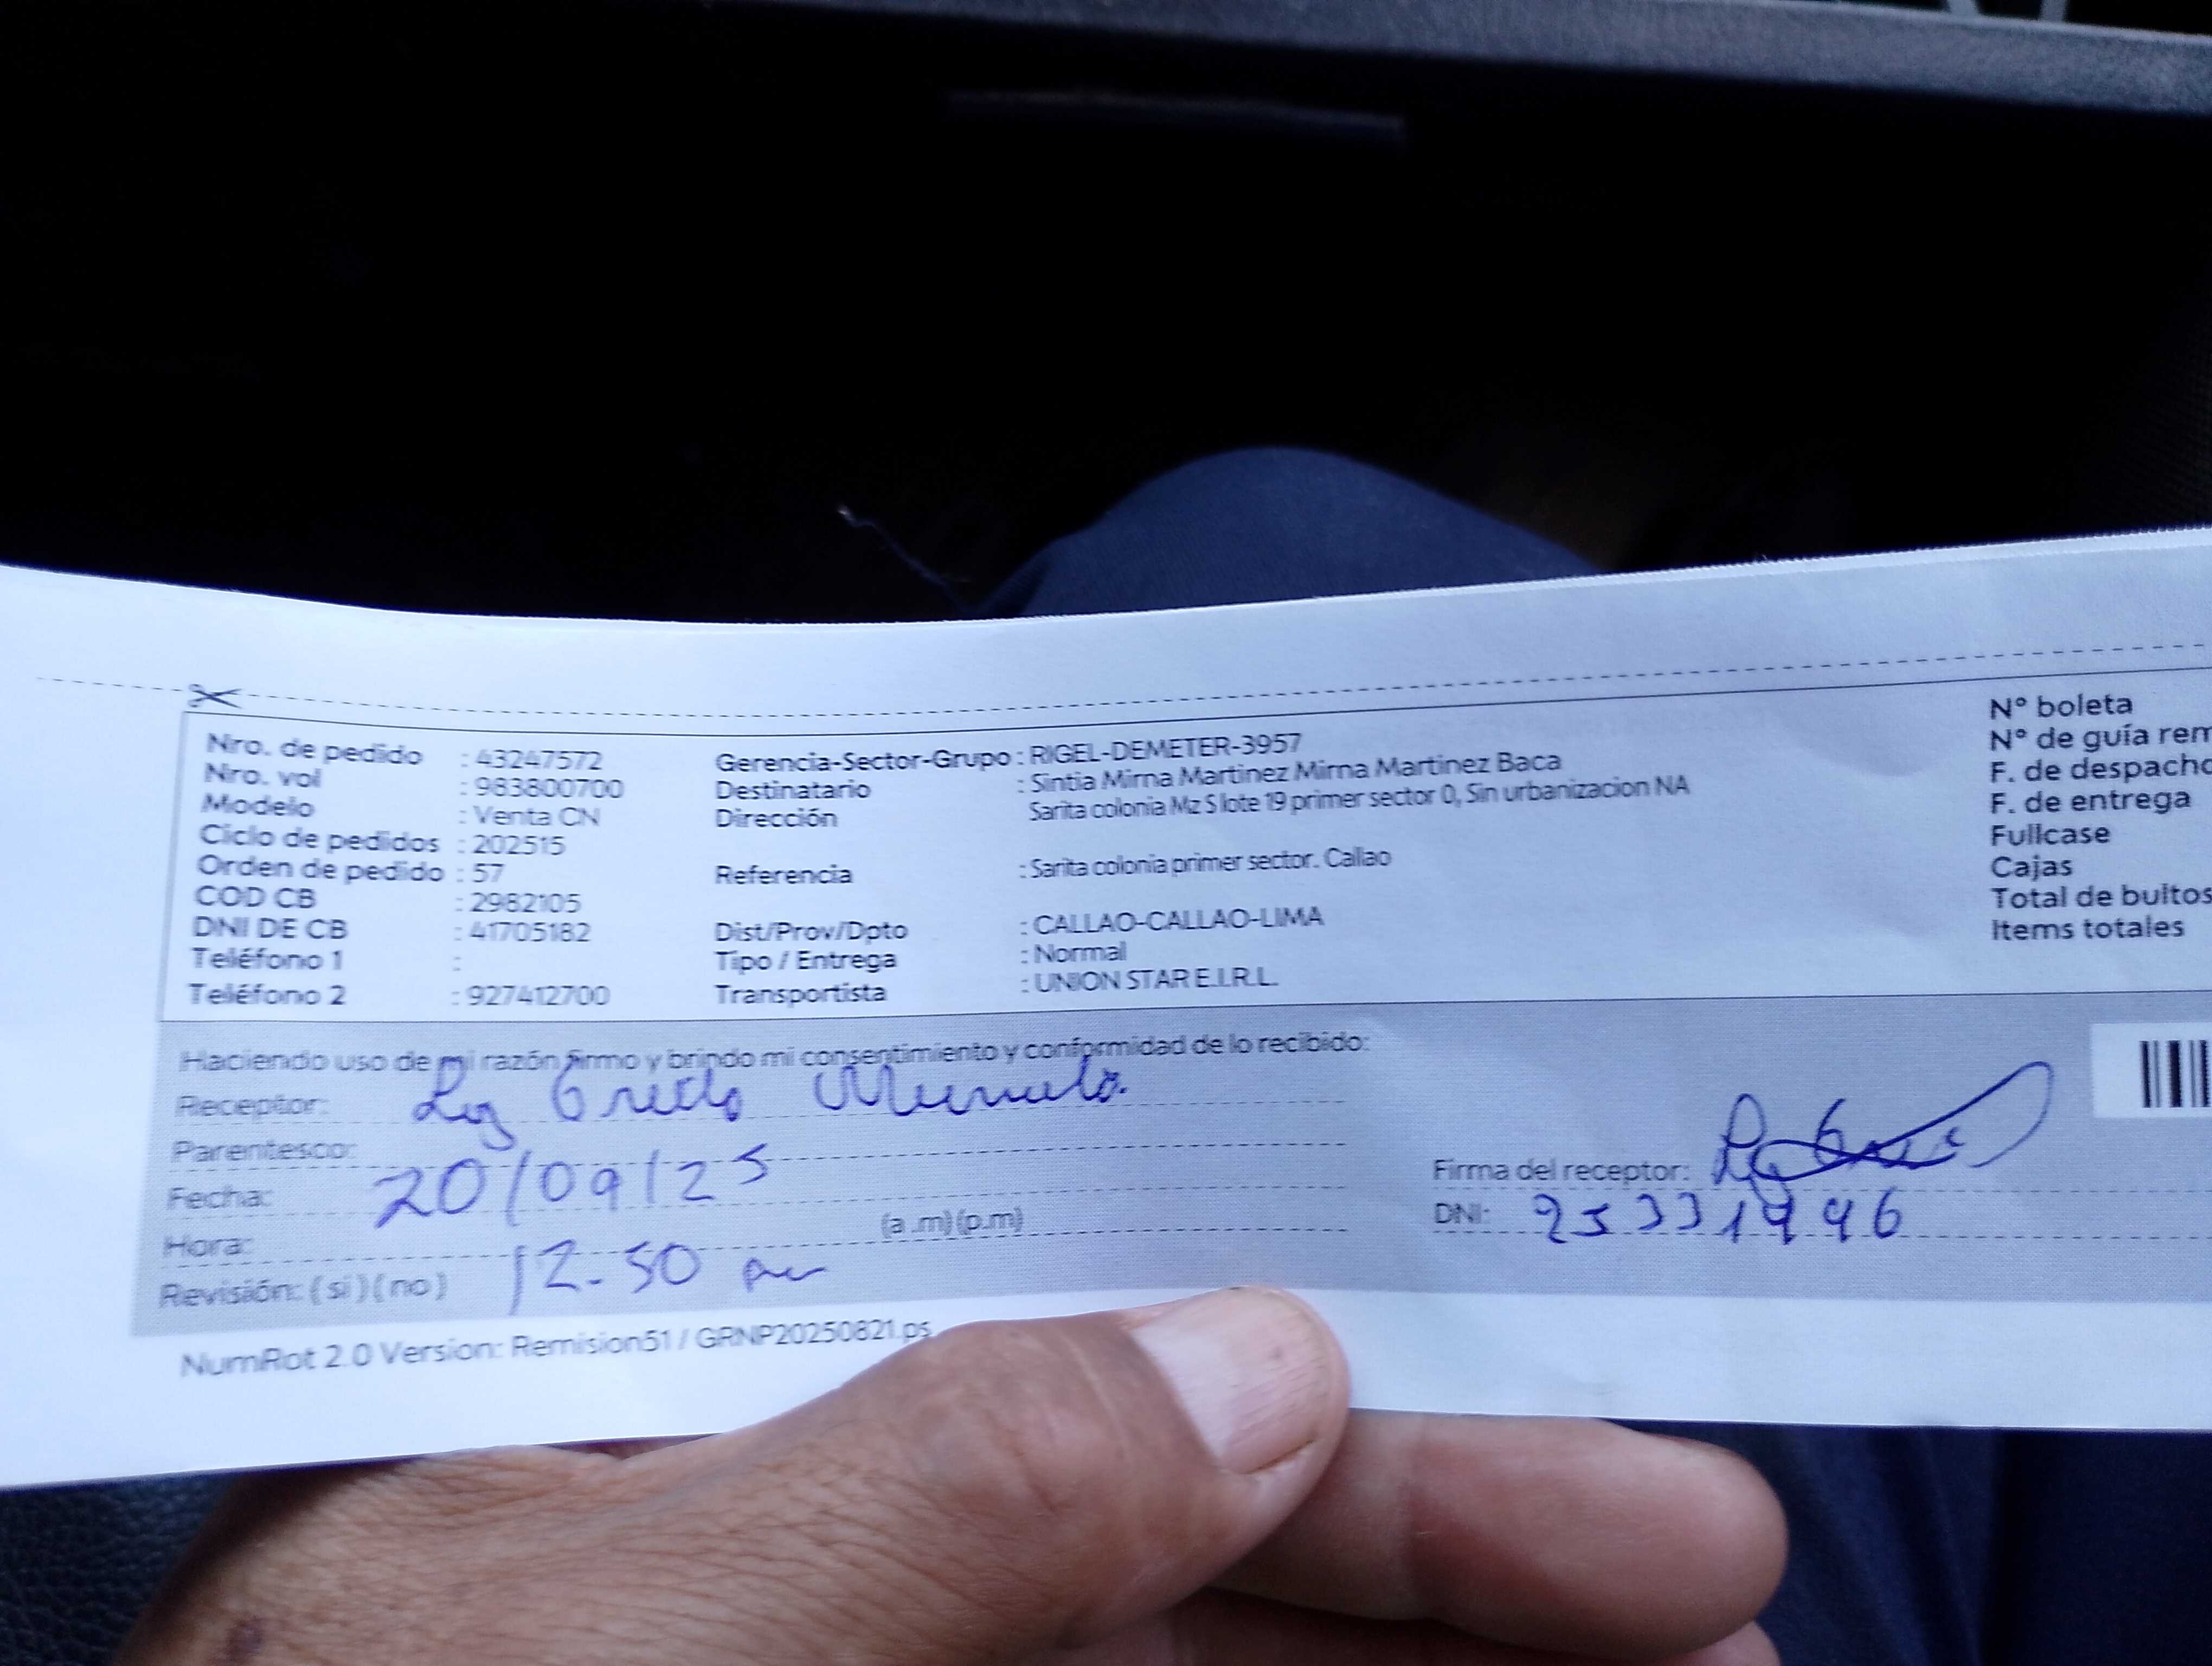 Nro. de pedido : 43247572
Nro. vol : 983800700
Modelo : Venta CN
Ciclo de pedidos : 202515
Orden de pedido : 57
COD CB : 2982105
DNI DE CB : 41705182
Teléfono 1 :
Teléfono 2 : 927412700
Gerencia-Sector-Grupo : RIGEL-DEMETER-3957
Destinatario : Sintia Mirna Martinez Mirna Martinez Baca
Dirección Sarita colonia Mz S lote 19 primer sector 0, Sin urbanizacion NA
Referencia : Sarita colonia primer sector. Callao
Dist/Prov/Dpto : CALLAO-CALLAO-LIMA
Tipo / Entrega : Normal
Transportista : UNION STAR E.I.R.L.
N° boleta
N° de guía rem
F. de despacho
F. de entrega
Fullcase
Cajas
Total de bultos
Items totales
Haciendo uso de mi razón firmo y brindo mi consentimiento y conformidad de lo recibido:
Receptor:
Parentesco:
Fecha: 20/09/25
Hora: (a.m)(p.m)
Revisión: (si)(no) 12-50 pm
Firma del receptor:
DNI:
NumRot 2.0 Version: Remision51 / GRNP20250821.ps